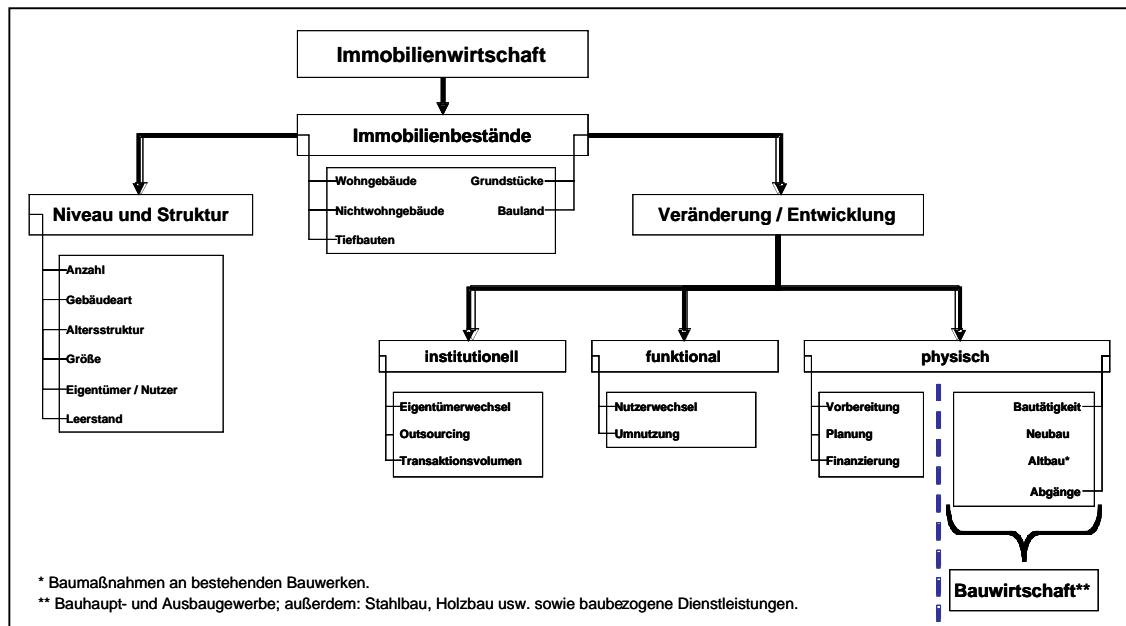 Immobilienwirtschaft
Immobilienbestände
Wohngebäude Grundstücke
Nichtwohngebäude Bauland
Tiefbauten
Niveau und Struktur
Anzahl
Gebäudeart
Altersstruktur
Größe
Eigentümer / Nutzer
Leerstand
Veränderung / Entwicklung
institutionell
Eigentümerwechsel
Outsourcing
Transaktionsvolumen
funktional
Nutzerwechsel
Umnutzung
physisch
Vorbereitung
Planung
Finanzierung
Bautätigkeit
Neubau
Altbau*
Abgänge
Bauwirtschaft**
* Baumaßnahmen an bestehenden Bauwerken.
** Bauhaupt- und Ausbaugewerbe; außerdem: Stahlbau, Holzbau usw. sowie baubezogene Dienstleistungen.